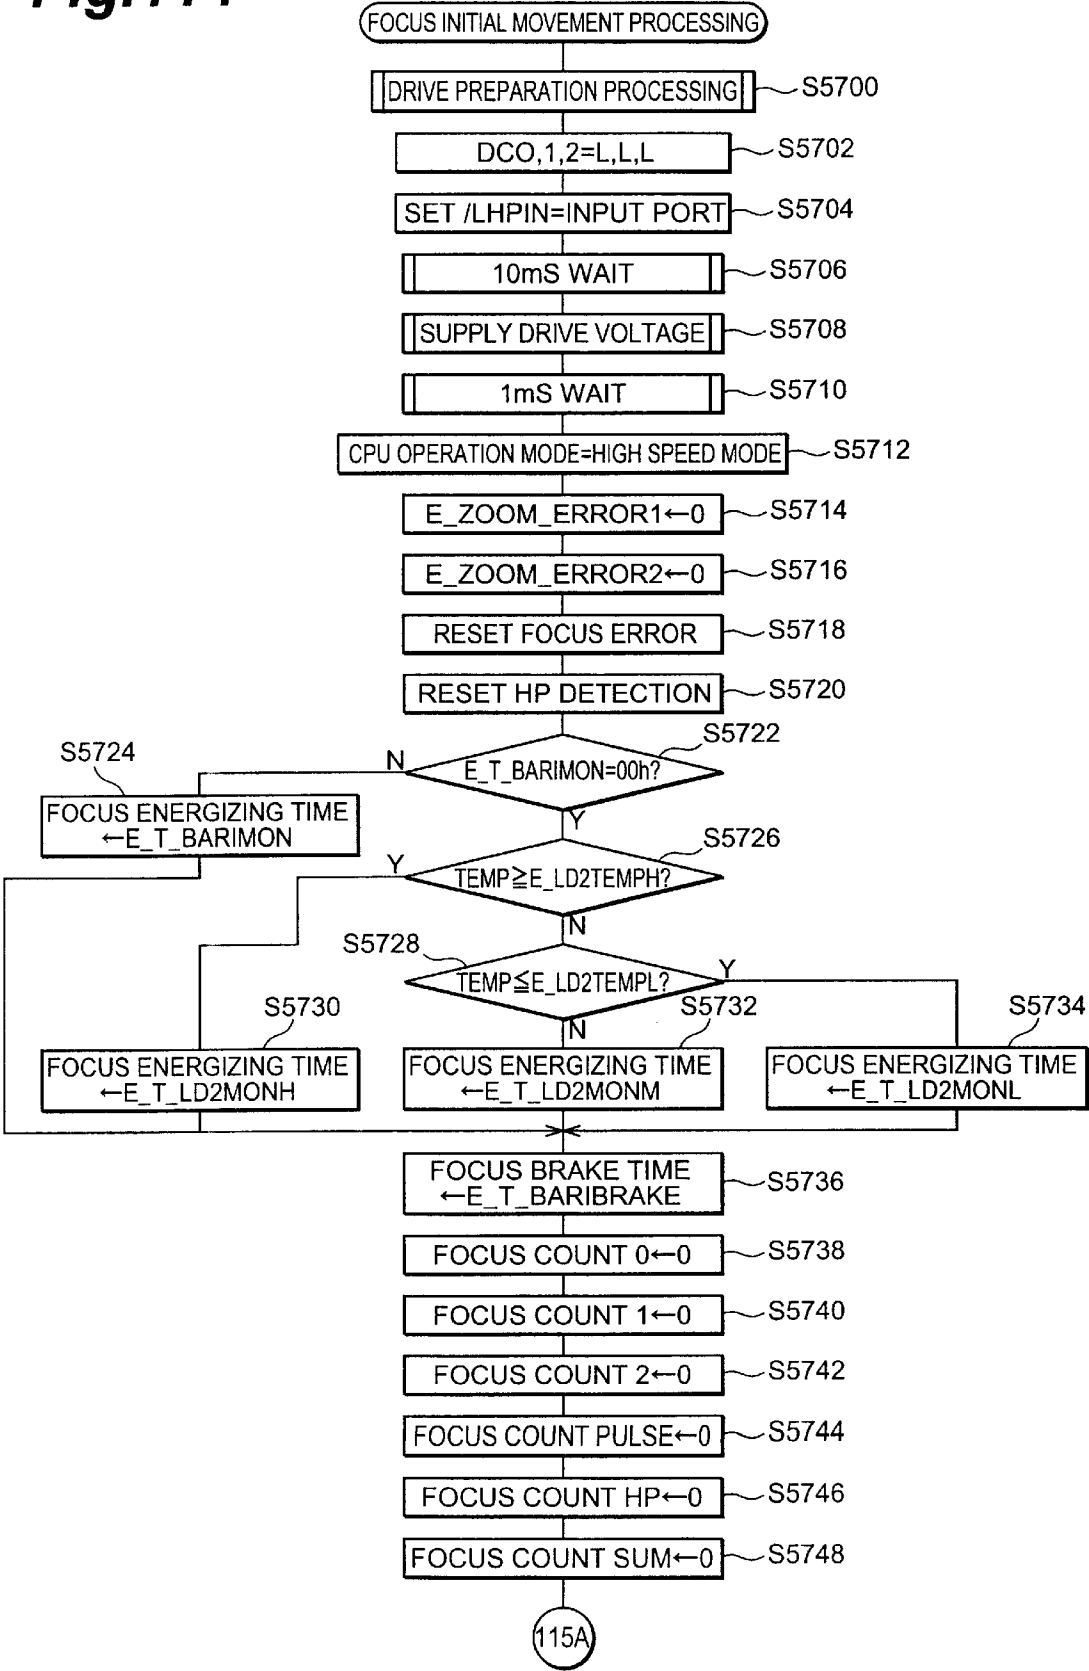 FOCUS INITIAL MOVEMENT PROCESSING
DRIVE PREPARATION PROCESSING
S5700
DCO,1,2=L,L,L
S5702
SET /LHPIN=INPUT PORT
S5704
10mS WAIT
S5706
SUPPLY DRIVE VOLTAGE
S5708
1mS WAIT
S5710
CPU OPERATION MODE=HIGH SPEED MODE
S5712
E_ZOOM_ERROR1←0
S5714
E_ZOOM_ERROR2←0
S5716
RESET FOCUS ERROR
S5718
RESET HP DETECTION
S5720
S5722
E_T_BARIMON=00h?
N
Y
S5724
FOCUS ENERGIZING TIME
←E_T_BARIMON
S5726
TEMP≧E_LD2TEMPH?
Y
N
S5728
TEMP≦E_LD2TEMPL?
Y
N
S5730
FOCUS ENERGIZING TIME
←E_T_LD2MONH
S5732
FOCUS ENERGIZING TIME
←E_T_LD2MONM
S5734
FOCUS ENERGIZING TIME
←E_T_LD2MONL
FOCUS BRAKE TIME
←E_T_BARIBRAKE
S5736
FOCUS COUNT 0←0
S5738
FOCUS COUNT 1←0
S5740
FOCUS COUNT 2←0
S5742
FOCUS COUNT PULSE←0
S5744
FOCUS COUNT HP←0
S5746
FOCUS COUNT SUM←0
S5748
115A